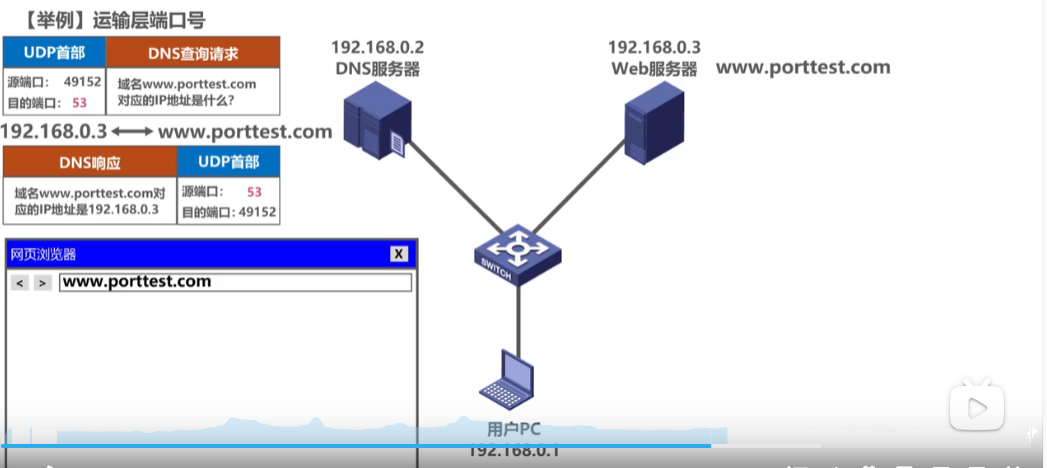 【举例】运输层端口号
UDP首部 DNS查询请求
源端口： 49152
目的端口： 53
域名www.porttest.com
对应的IP地址是什么？
192.168.0.3 www.porttest.com
DNS响应 UDP首部
域名www.porttest.com对
应的IP地址是192.168.0.3
源端口： 53
目的端口：49152
192.168.0.2
DNS服务器
192.168.0.3
Web服务器 www.porttest.com
SWITCH
网页浏览器 X
< > www.porttest.com
用户PC
192.168.0.1